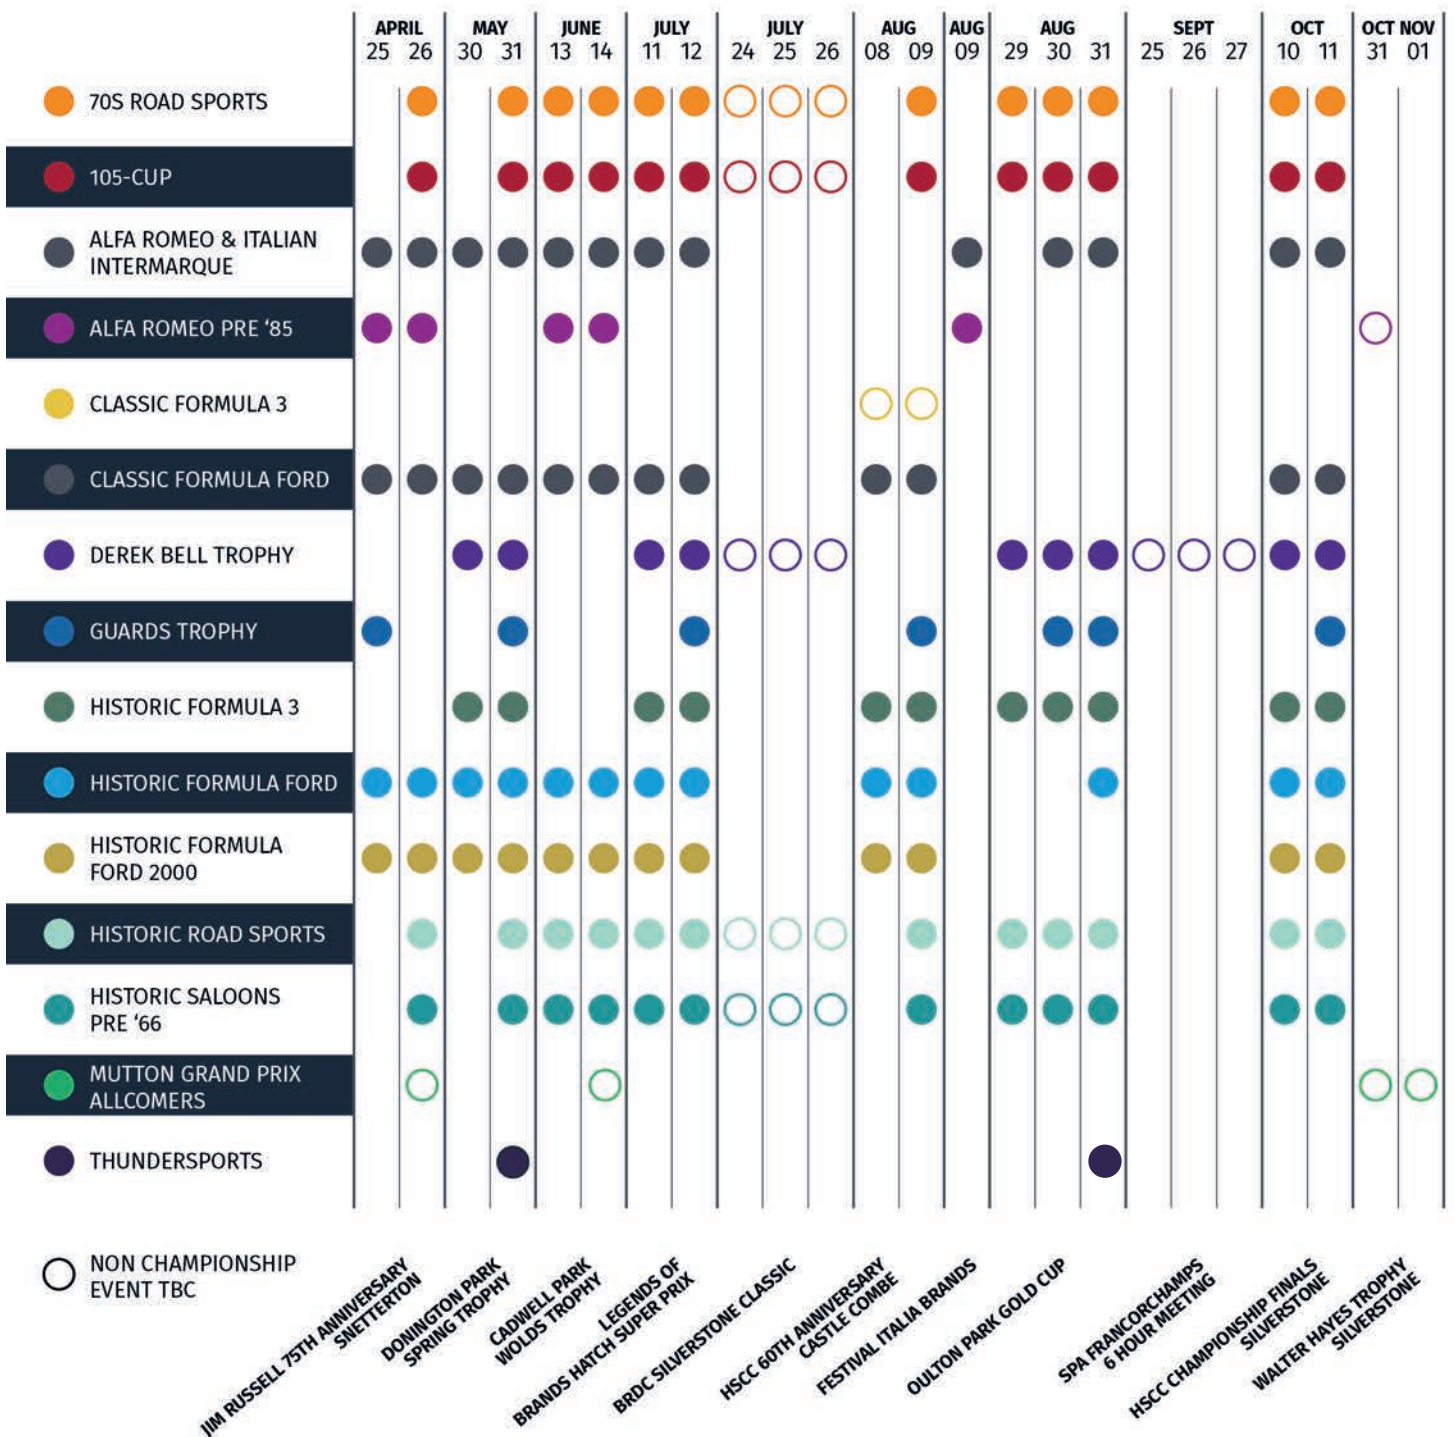 APRIL MAY JUNE JULY JULY AUG AUG AUG SEPT OCT OCT NOV
25 26 30 31 13 14 11 12 24 25 26 08 09 09 29 30 31 25 26 27 10 11 31 01
70S ROAD SPORTS
105-CUP
ALFA ROMEO & ITALIAN
INTERMARQUE
ALFA ROMEO PRE ‘85
CLASSIC FORMULA 3
CLASSIC FORMULA FORD
DEREK BELL TROPHY
GUARDS TROPHY
HISTORIC FORMULA 3
HISTORIC FORMULA FORD
HISTORIC FORMULA
FORD 2000
HISTORIC ROAD SPORTS
HISTORIC SALOONS
PRE ‘66
MUTTON GRAND PRIX
ALLCOMERS
THUNDERSPORTS
NON CHAMPIONSHIP
EVENT TBC
JIM RUSSELL 75TH ANNIVERSARY
SNETTERTON
DONINGTON PARK
SPRING TROPHY
CADWELL PARK
WOLDS TROPHY
LEGENDS OF
BRANDS HATCH SUPER PRIX
BRDC SILVERSTONE CLASSIC
HSCC 60TH ANNIVERSARY
CASTLE COMBE
FESTIVAL ITALIA BRANDS
OULTON PARK GOLD CUP
SPA FRANCORCHAMPS
6 HOUR MEETING
HSCC CHAMPIONSHIP FINALS
SILVERSTONE
WALTER HAYES TROPHY
SILVERSTONE